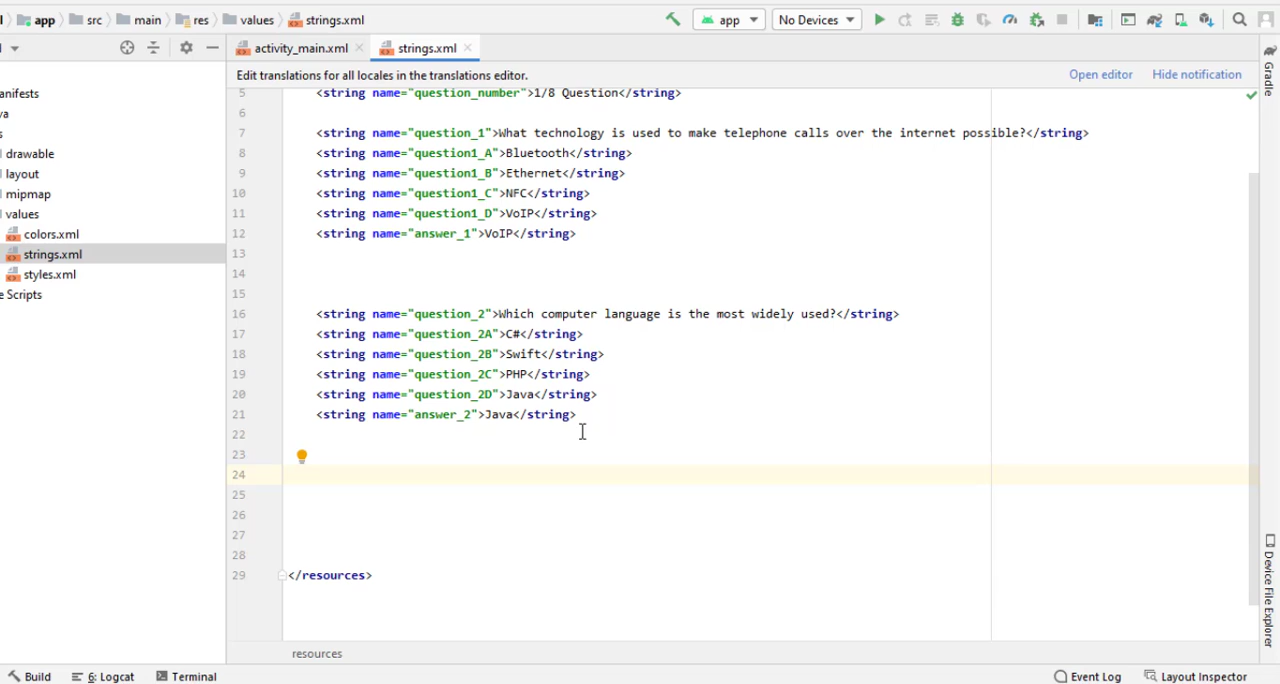 l app src main res values strings.xml app No Devices
activity_main.xml strings.xml
Edit translations for all locales in the translations editor. Open editor Hide notification
anifests
va
s
drawable
layout
mipmap
values
colors.xml
strings.xml
styles.xml
e Scripts
5 <string name="question_number">1/8 Question</string>
6
7 <string name="question_1">What technology is used to make telephone calls over the internet possible?</string>
8 <string name="question1_A">Bluetooth</string>
9 <string name="question1_B">Ethernet</string>
10 <string name="question1_C">NFC</string>
11 <string name="question1_D">VoIP</string>
12 <string name="answer_1">VoIP</string>
13
14
15
16 <string name="question_2">Which computer language is the most widely used?</string>
17 <string name="question_2A">C#</string>
18 <string name="question_2B">Swift</string>
19 <string name="question_2C">PHP</string>
20 <string name="question_2D">Java</string>
21 <string name="answer_2">Java</string>
22
23
24
25
26
27
28
29 </resources>
resources
Gradle
Device File Explorer
Build 6: Logcat Terminal Event Log Layout Inspector